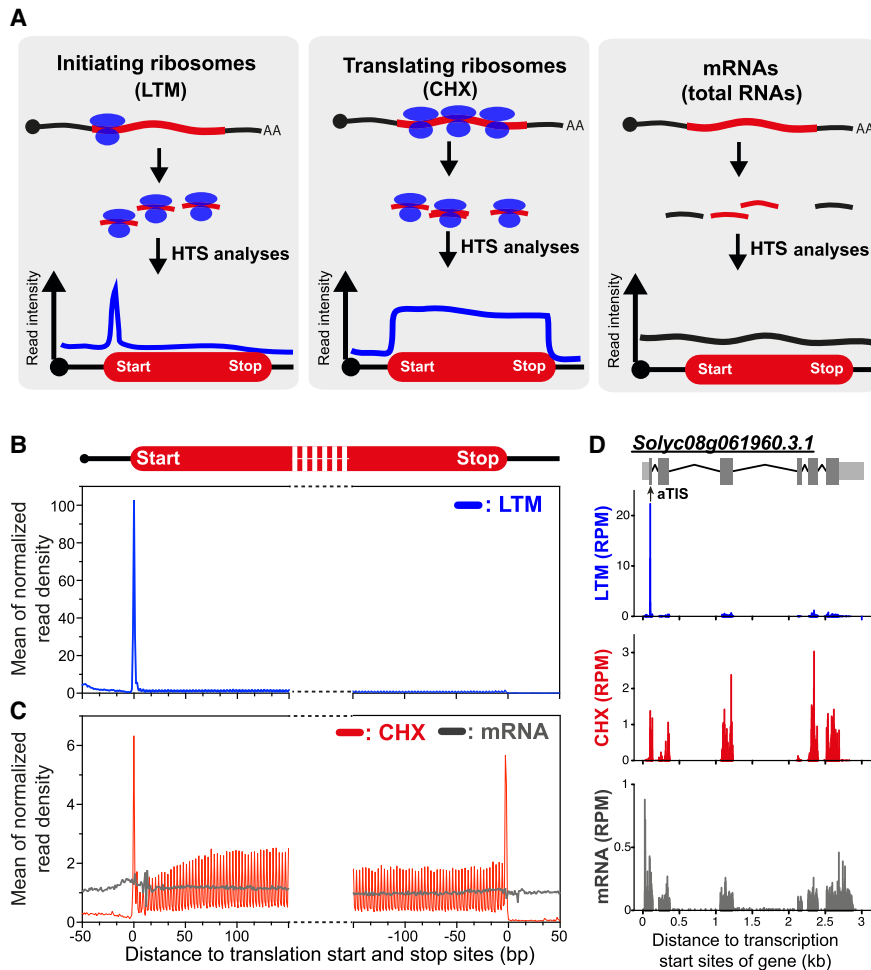 A
Initiating ribosomes
(LTM)
AA
HTS analyses
Read intensity
Start
Stop
Translating ribosomes
(CHX)
AA
HTS analyses
Read intensity
Start
Stop
mRNAs
(total RNAs)
AA
HTS analyses
Read intensity
Start
Stop
B
Start
Stop
: LTM
Mean of normalized
read density
100
80
60
40
20
0
C
: CHX
: mRNA
Mean of normalized
read density
6
4
2
0
-50
0
50
100
-100
-50
0
50
Distance to translation start and stop sites (bp)
D
Solyc08g061960.3.1
aTIS
LTM (RPM)
20
10
0
CHX (RPM)
3
2
1
0
mRNA (RPM)
1
0.5
0
0
0.5
1
1.5
2
2.5
3
Distance to transcription
start sites of gene (kb)